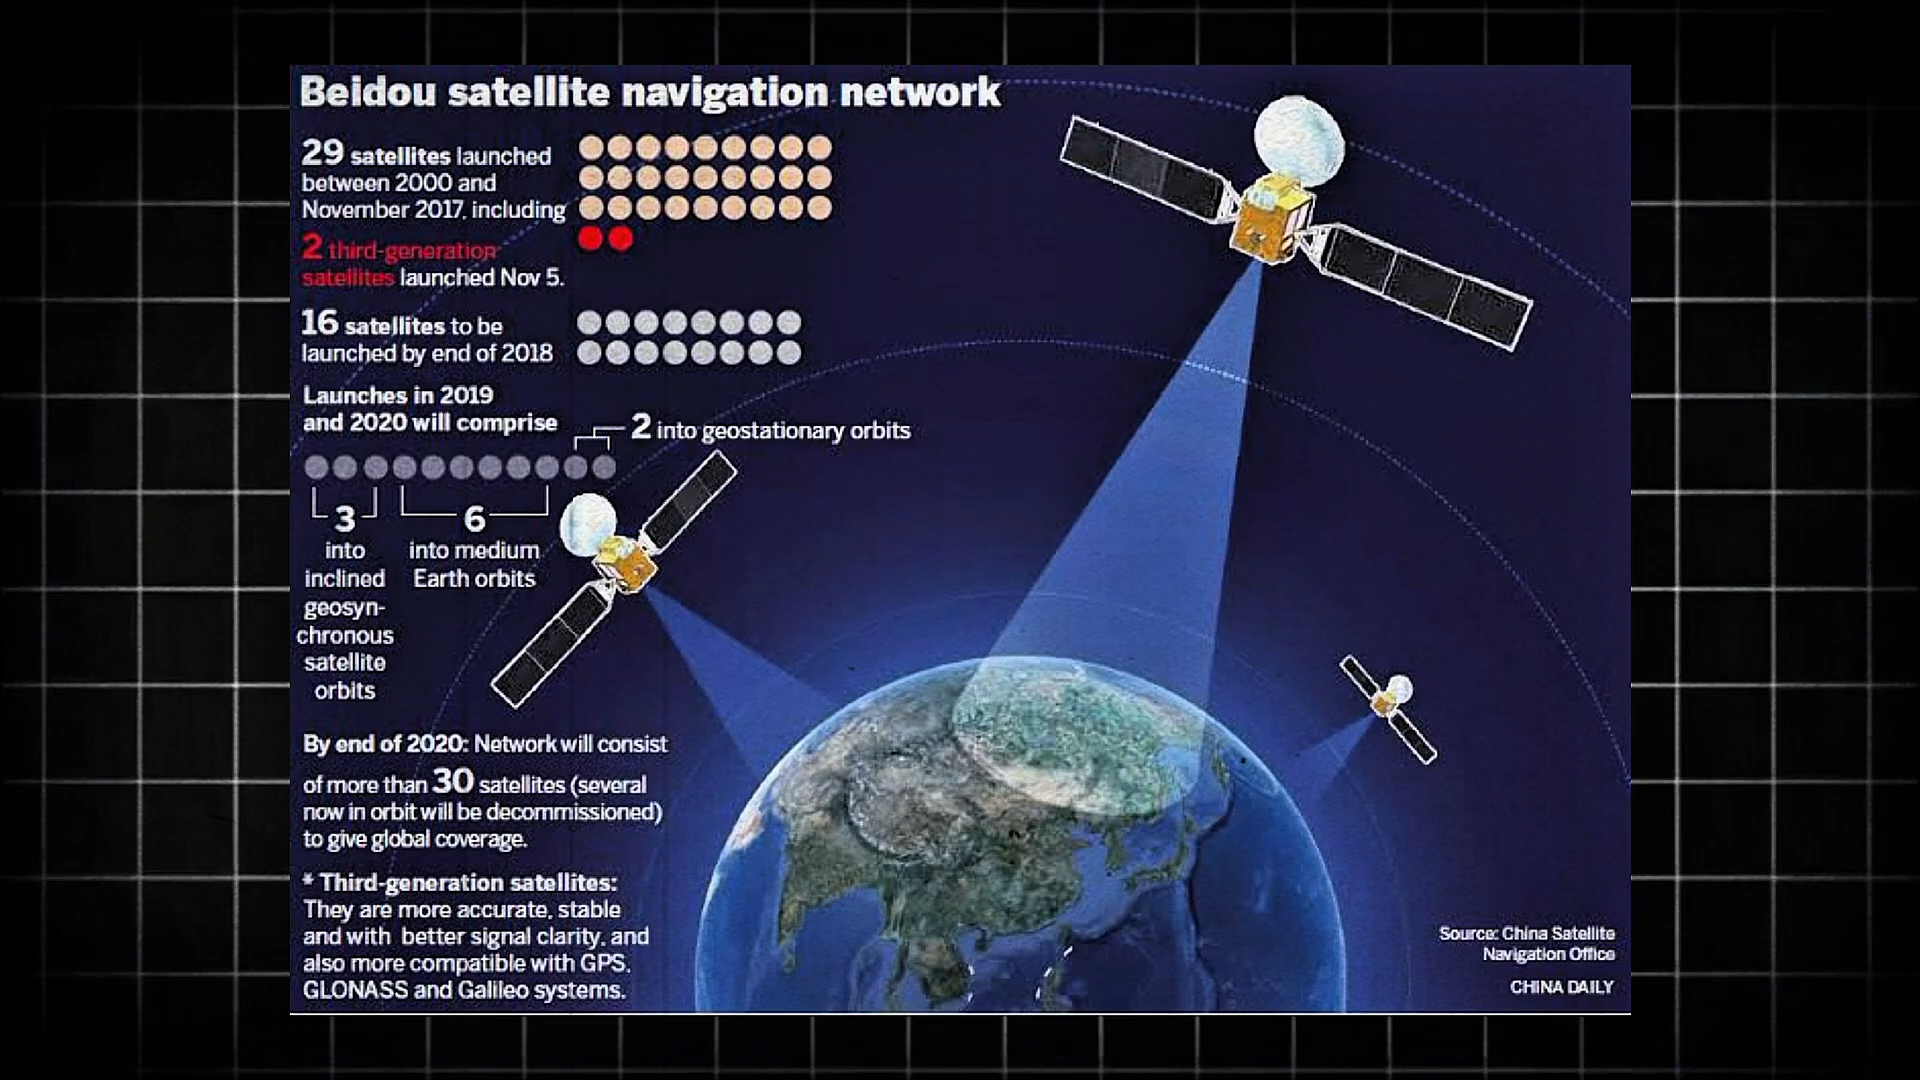 Beidou satellite navigation network
29 satellites launched
between 2000 and
November 2017, including
2 third-generation
satellites launched Nov 5.
16 satellites to be
launched by end of 2018
Launches in 2019
and 2020 will comprise
2 into geostationary orbits
3
into
inclined
geosyn-
chronous
satellite
orbits
6
into medium
Earth orbits
By end of 2020: Network will consist
of more than 30 satellites (several
now in orbit will be decommissioned)
to give global coverage.
* Third-generation satellites:
They are more accurate, stable
and with better signal clarity, and
also more compatible with GPS,
GLONASS and Galileo systems.
Source: China Satellite
Navigation Office
CHINA DAILY